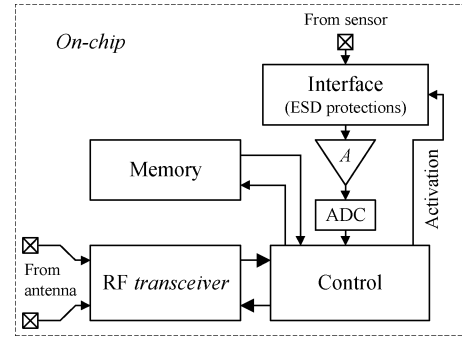 From sensor
On-chip
Interface
(ESD protections)
A
Memory
Activation
ADC
From
antenna
RF transceiver
Control